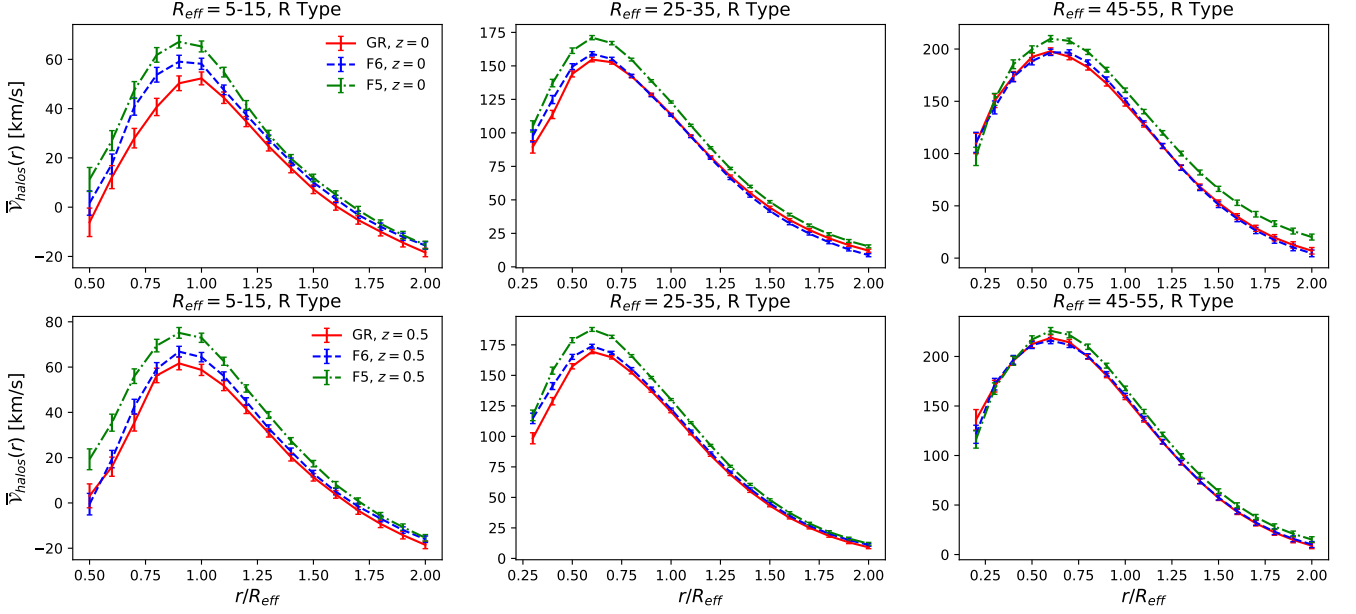 R_eff = 5-15, R Type
R_eff = 25-35, R Type
R_eff = 45-55, R Type
GR, z = 0
F6, z = 0
F5, z = 0
V̅_halos(r) [km/s]
60
40
20
0
−20
175
150
125
100
75
50
25
0
200
150
100
50
0
0.50 0.75 1.00 1.25 1.50 1.75 2.00
0.25 0.50 0.75 1.00 1.25 1.50 1.75 2.00
0.25 0.50 0.75 1.00 1.25 1.50 1.75 2.00
R_eff = 5-15, R Type
R_eff = 25-35, R Type
R_eff = 45-55, R Type
GR, z = 0.5
F6, z = 0.5
F5, z = 0.5
V̅_halos(r) [km/s]
80
60
40
20
0
−20
175
150
125
100
75
50
25
0
200
150
100
50
0
0.50 0.75 1.00 1.25 1.50 1.75 2.00
0.25 0.50 0.75 1.00 1.25 1.50 1.75 2.00
0.25 0.50 0.75 1.00 1.25 1.50 1.75 2.00
r/R_eff
r/R_eff
r/R_eff